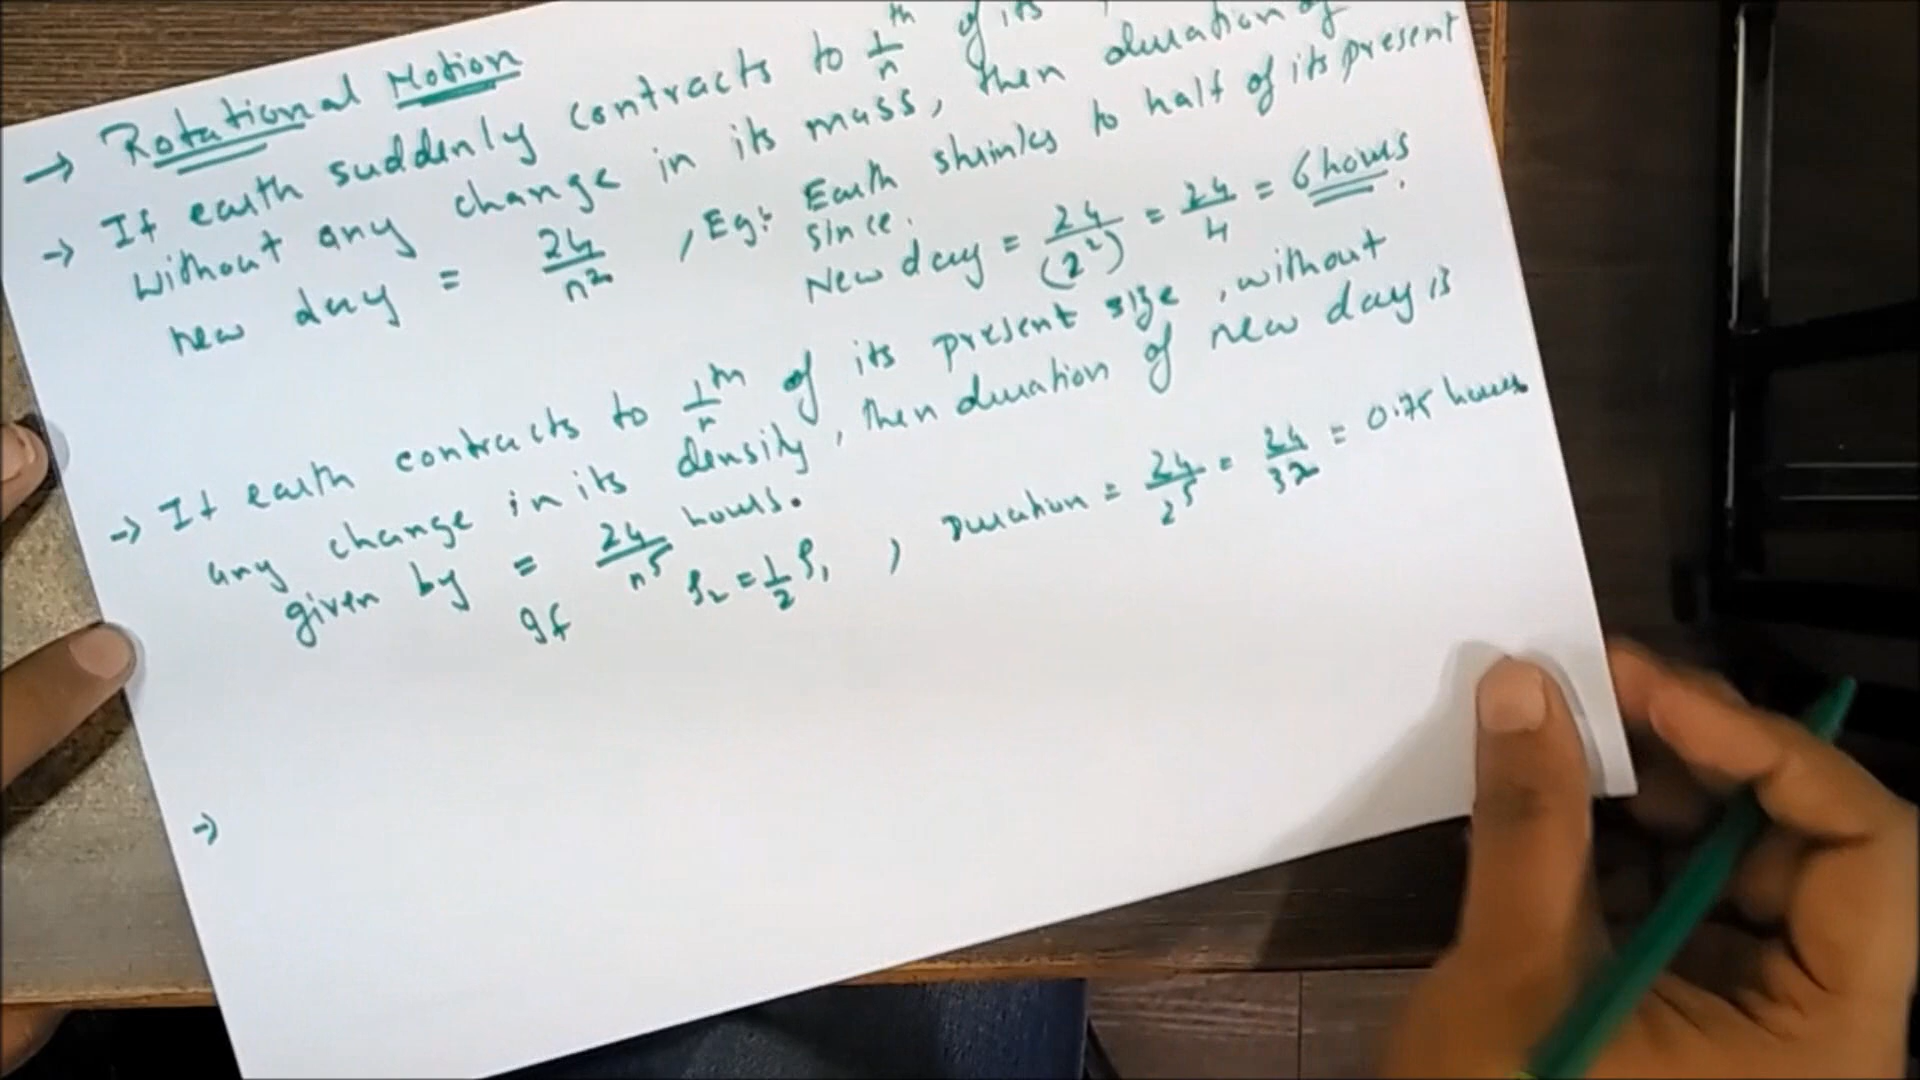 → Rotational Motion
→ If earth suddenly contracts to 1/n th of its
without any change in its mass, then duration of
new day = 24/n², Eg: Earth shrinks to half of its present
since.
New day = 24/(2²) = 24/4 = 6 hours.
→ If earth contracts to 1/n th of its present size, without
any change in its density, then duration of new day is
given by = 24/n⁵ hours.
If ρ₂ = 1/2 ρ₁, Duration = 24/2⁵ = 24/32 = 0.75 hours.
→